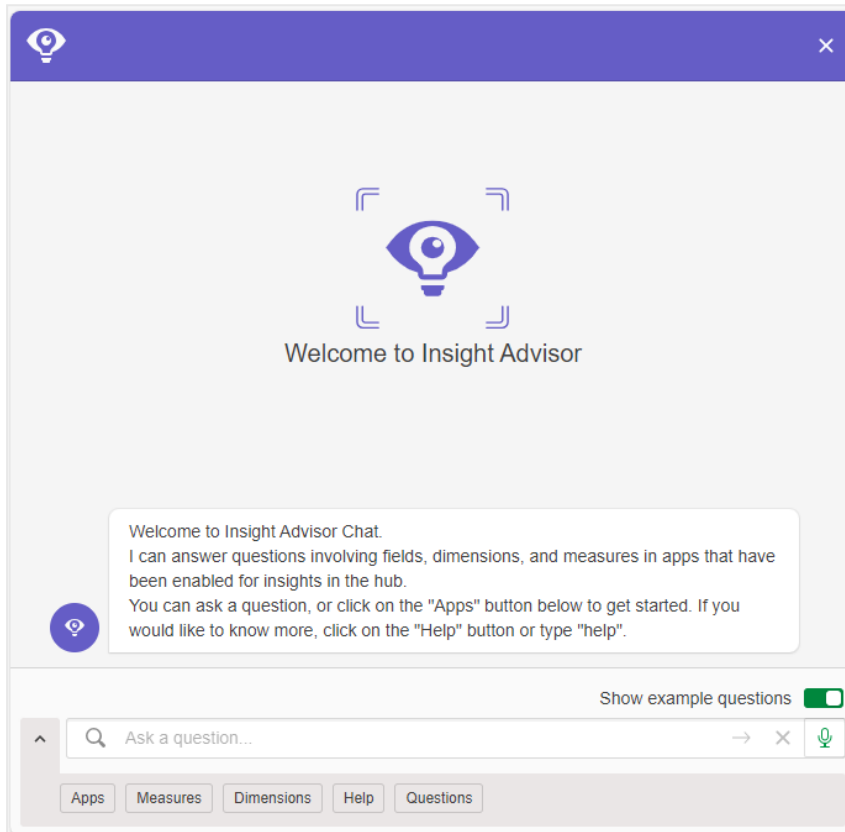 Welcome to Insight Advisor
Welcome to Insight Advisor Chat.
I can answer questions involving fields, dimensions, and measures in apps that have
been enabled for insights in the hub.
You can ask a question, or click on the "Apps" button below to get started. If you
would like to know more, click on the "Help" button or type "help".
Show example questions
Ask a question...
Apps Measures Dimensions Help Questions